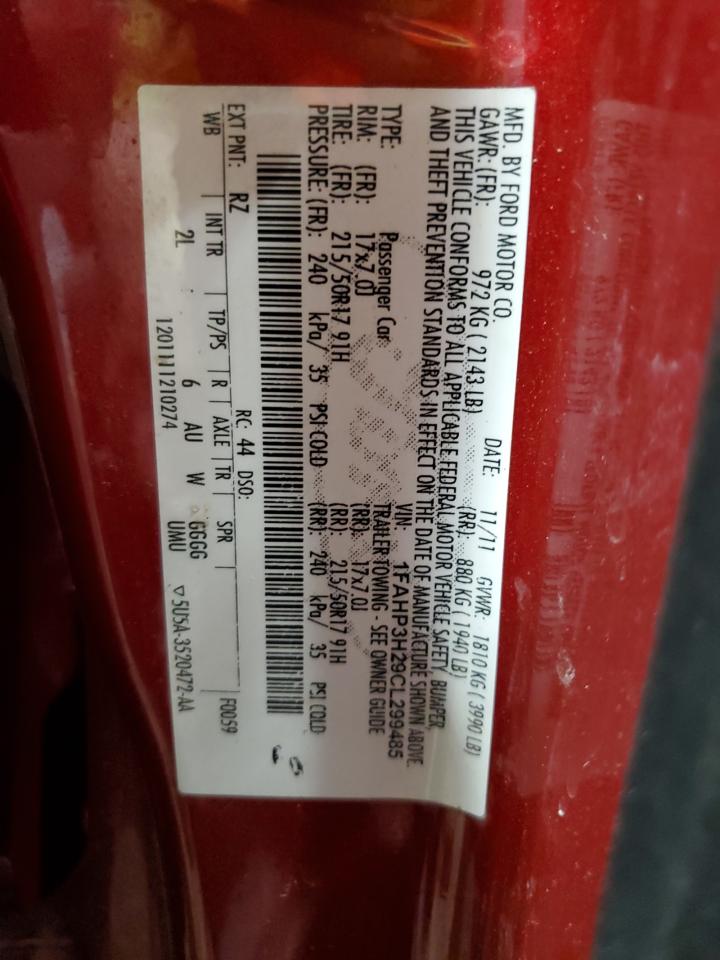 MFD. BY FORD MOTOR CO.
DATE: 11/11 GVWR: 1810 KG ( 3990 LB)
GAWR: (FR): 972 KG ( 2143 LB) (RR): 880 KG ( 1940 LB)
THIS VEHICLE CONFORMS TO ALL APPLICABLE FEDERAL MOTOR VEHICLE SAFETY, BUMPER,
AND THEFT PREVENTION STANDARDS IN EFFECT ON THE DATE OF MANUFACTURE SHOWN ABOVE.
VIN: 1FAHP3H29CL299485
TYPE: Passenger Car TRAILER TOWING - SEE OWNER GUIDE
RIM: (FR): 17x7.0J (RR): 17x7.0J
TIRE: (FR): 215/50R17 91H (RR): 215/50R17 91H
PRESSURE: (FR): 240 kPa/ 35 PSI COLD (RR): 240 kPa/ 35 PSI COLD
EXT PNT: RZ RC: 44 DSO: F0059
WB INT TR TP/PS R AXLE TR SPR
2L 6 AU W GGGG
UMU
120111210274 5U5A-3520472-AA